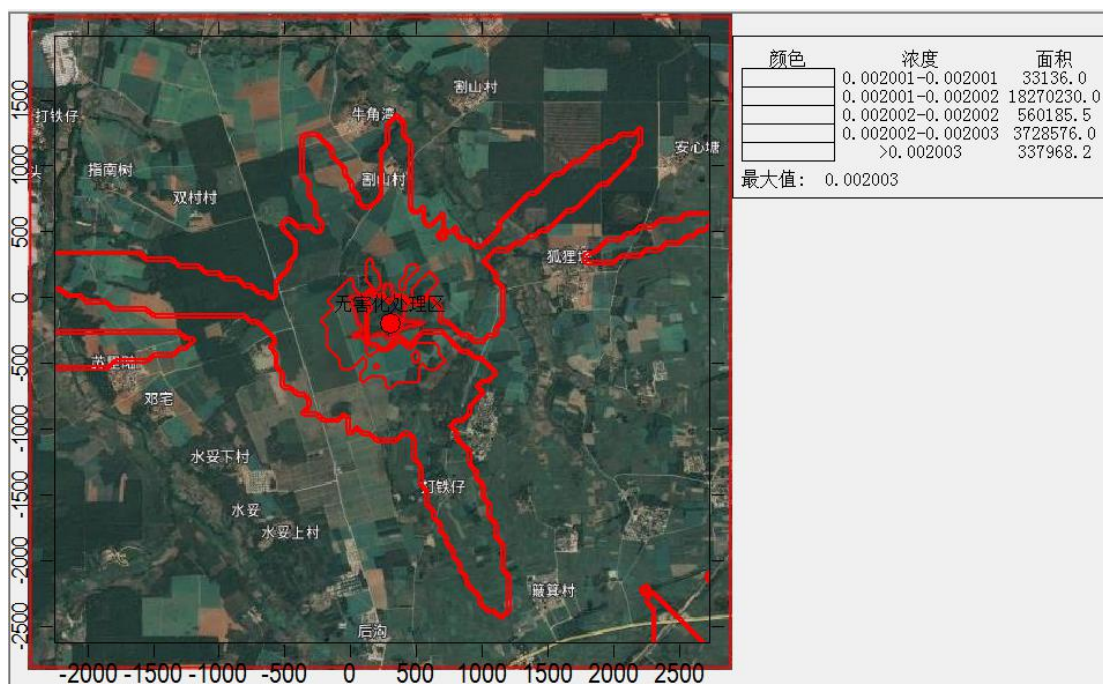 颜色 浓度 面积
0.002001-0.002001 33136.0
0.002001-0.002002 18270230.0
0.002002-0.002002 560185.5
0.002002-0.002003 3728576.0
>0.002003 337968.2
最大值: 0.002003
割山村
牛角湾
打铁仔
安心塘
头
指南树
割山村
双村村
狐狸塘
无害化处理区
邓宅
水妥下村
打铁仔
水妥
水妥上村
簸箕村
后沟
1500
1000
500
0
-500
-1000
-1500
-2000
-2500
-2000 -1500 -1000 -500 0 500 1000 1500 2000 2500